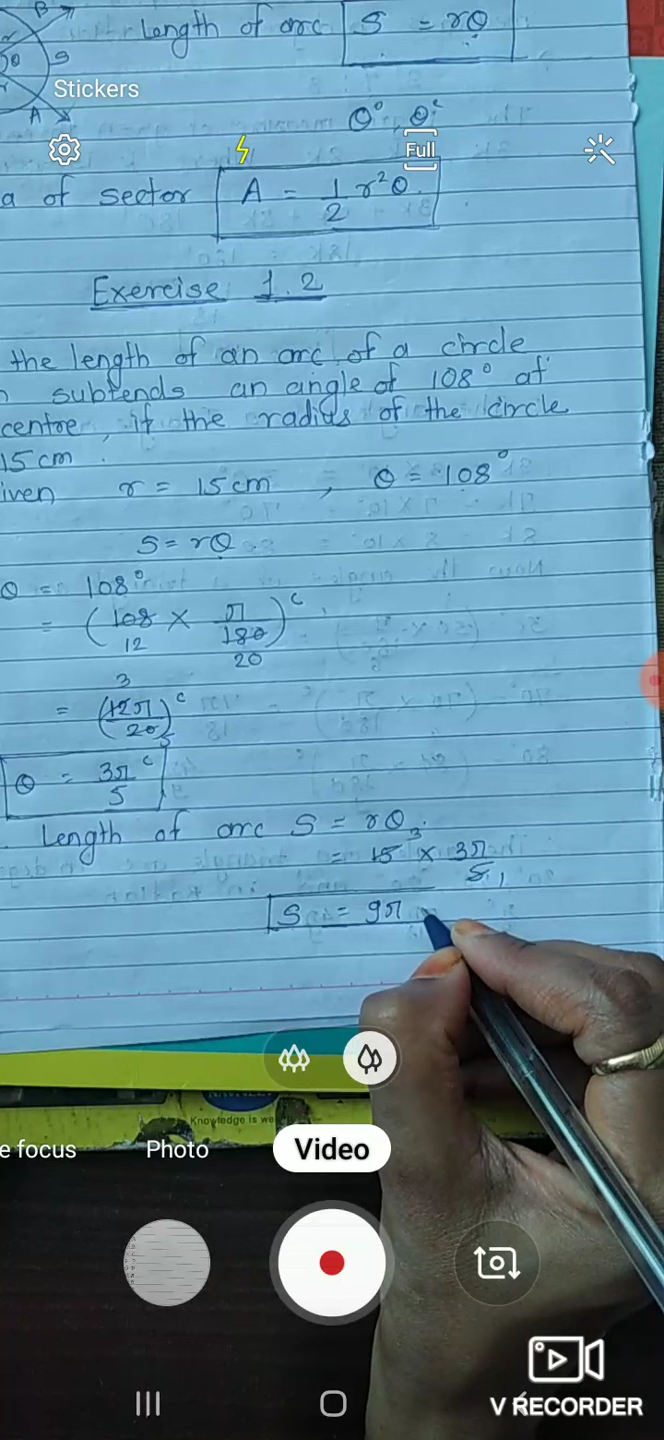 B
Length of arc S = rθ
θ S
r
Stickers
A
θ° , θᶜ
Full
a of sector A = 1/2 r²θ.
Exercise 1.2
the length of an arc of a circle
subtends an angle of 108° at
centre, if the radius of the circle
15 cm.
iven r = 15 cm , θ = 108°
S = rθ
θ = 108°
= (108 × π/180)ᶜ
12 20
3
= (12π/20)ᶜ
5
θ = 3π/5 ᶜ
Length of arc S = rθ.
3
= 15 × 3π/5
1
S = 9π
Knowledge is
e focus Photo Video
V RECORDER